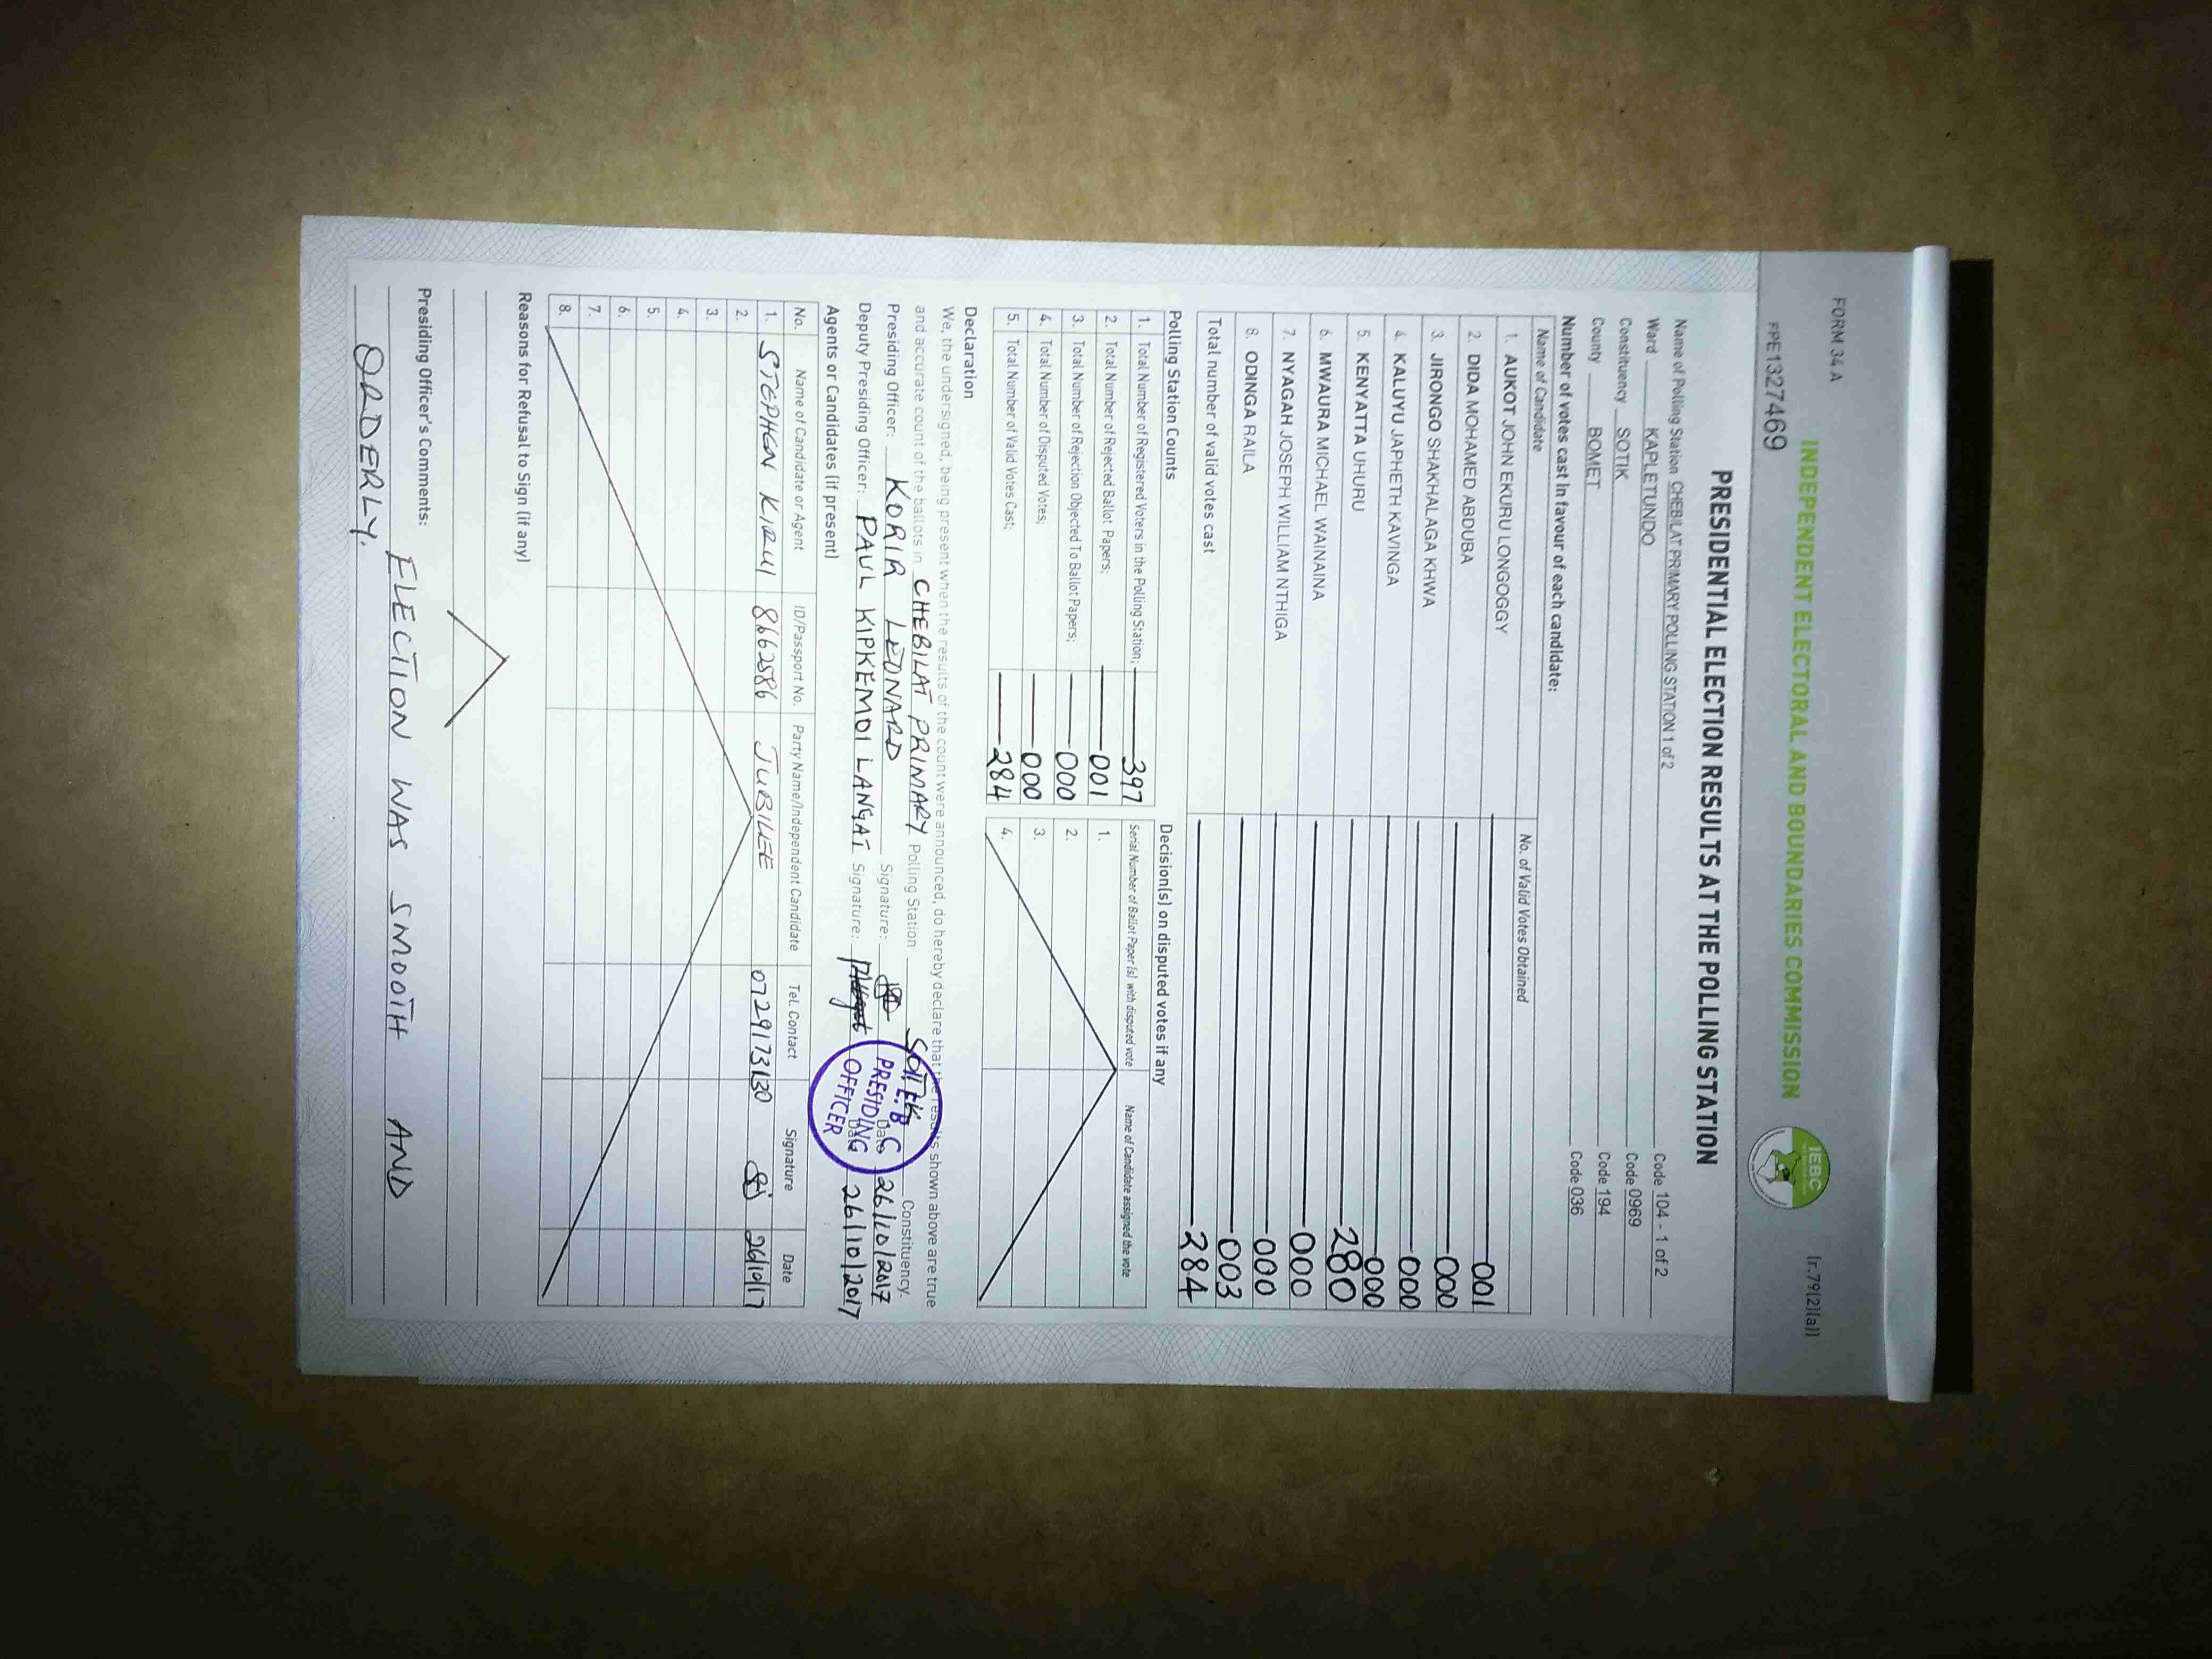 FORM 34 A
(r.79(2)(a))
INDEPENDENT ELECTORAL AND BOUNDARIES COMMISSION
IEBC
FPE1327469
PRESIDENTIAL ELECTION RESULTS AT THE POLLING STATION
Name of Polling Station CHEBILAT PRIMARY POLLING STATION 1 of 2 Code 104 - 1 of 2
Ward KAPLETUNDO Code 0969
Constituency SOTIK Code 194
County BOMET Code 036
Number of votes cast in favour of each candidate:
Name of Candidate No. of Valid Votes Obtained
1. AUKOT JOHN EKURU LONGOGGY 001
2. DIDA MOHAMED ABDUBA 000
3. JIRONGO SHAKHALAGA KHWA 000
4. KALUYU JAPHETH KAVINGA 000
5. KENYATTA UHURU 280
6. MWAURA MICHAEL WAINAINA 000
7. NYAGAH JOSEPH WILLIAM NTHIGA 000
8. ODINGA RAILA 003
Total number of valid votes cast 284
Polling Station Counts
1. Total Number of Registered Voters in the Polling Station; 397
2. Total Number of Rejected Ballot Papers; 001
3. Total Number of Rejection Objected To Ballot Papers; 000
4. Total Number of Disputed Votes; 000
5. Total Number of Valid Votes Cast; 284
Decision(s) on disputed votes if any
Serial Number of Ballot Paper (s) with disputed vote Name of Candidate assigned the vote
1.
2.
3.
4.
Declaration
We, the undersigned, being present when the results of the count were announced, do hereby declare that the results shown above are true
and accurate count of the ballots in CHEBILAT PRIMARY Polling Station SOTIK Constituency.
Presiding Officer: KORIR LEONARD Signature: Date 26/10/2017
Deputy Presiding Officer: PAUL KIPKEMOI LANGAT Signature: Date 26/10/2017
I.E.B.C
PRESIDING
OFFICER
Agents or Candidates (if present)
No. Name of Candidate or Agent ID/Passport No. Party Name/Independent Candidate Tel. Contact Signature Date
1. STEPHEN KIRUI 8662586 JUBILEE 0729173130 26/10/17
2.
3.
4.
5.
6.
7.
8.
Reasons for Refusal to Sign (if any)
Presiding Officer's Comments: ELECTION WAS SMOOTH AND
ORDERLY.